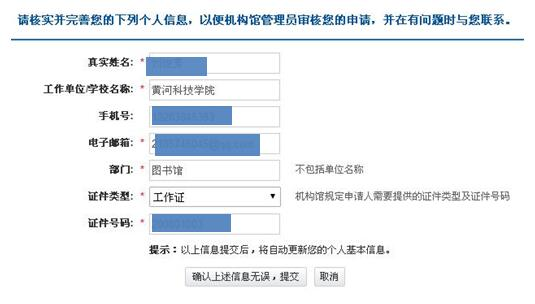 请核实并完善您的下列个人信息，以便机构馆管理员审核您的申请，并在有问题时与您联系。
真实姓名: *
工作单位/学校名称: * 黄河科技学院
手机号:
电子邮箱: *
部门: * 图书馆 不包括单位名称
证件类型: * 工作证 机构馆规定申请人需要提供的证件类型及证件号码
证件号码: *
提示：以上信息提交后，将自动更新您的个人基本信息。
确认上述信息无误，提交 取消